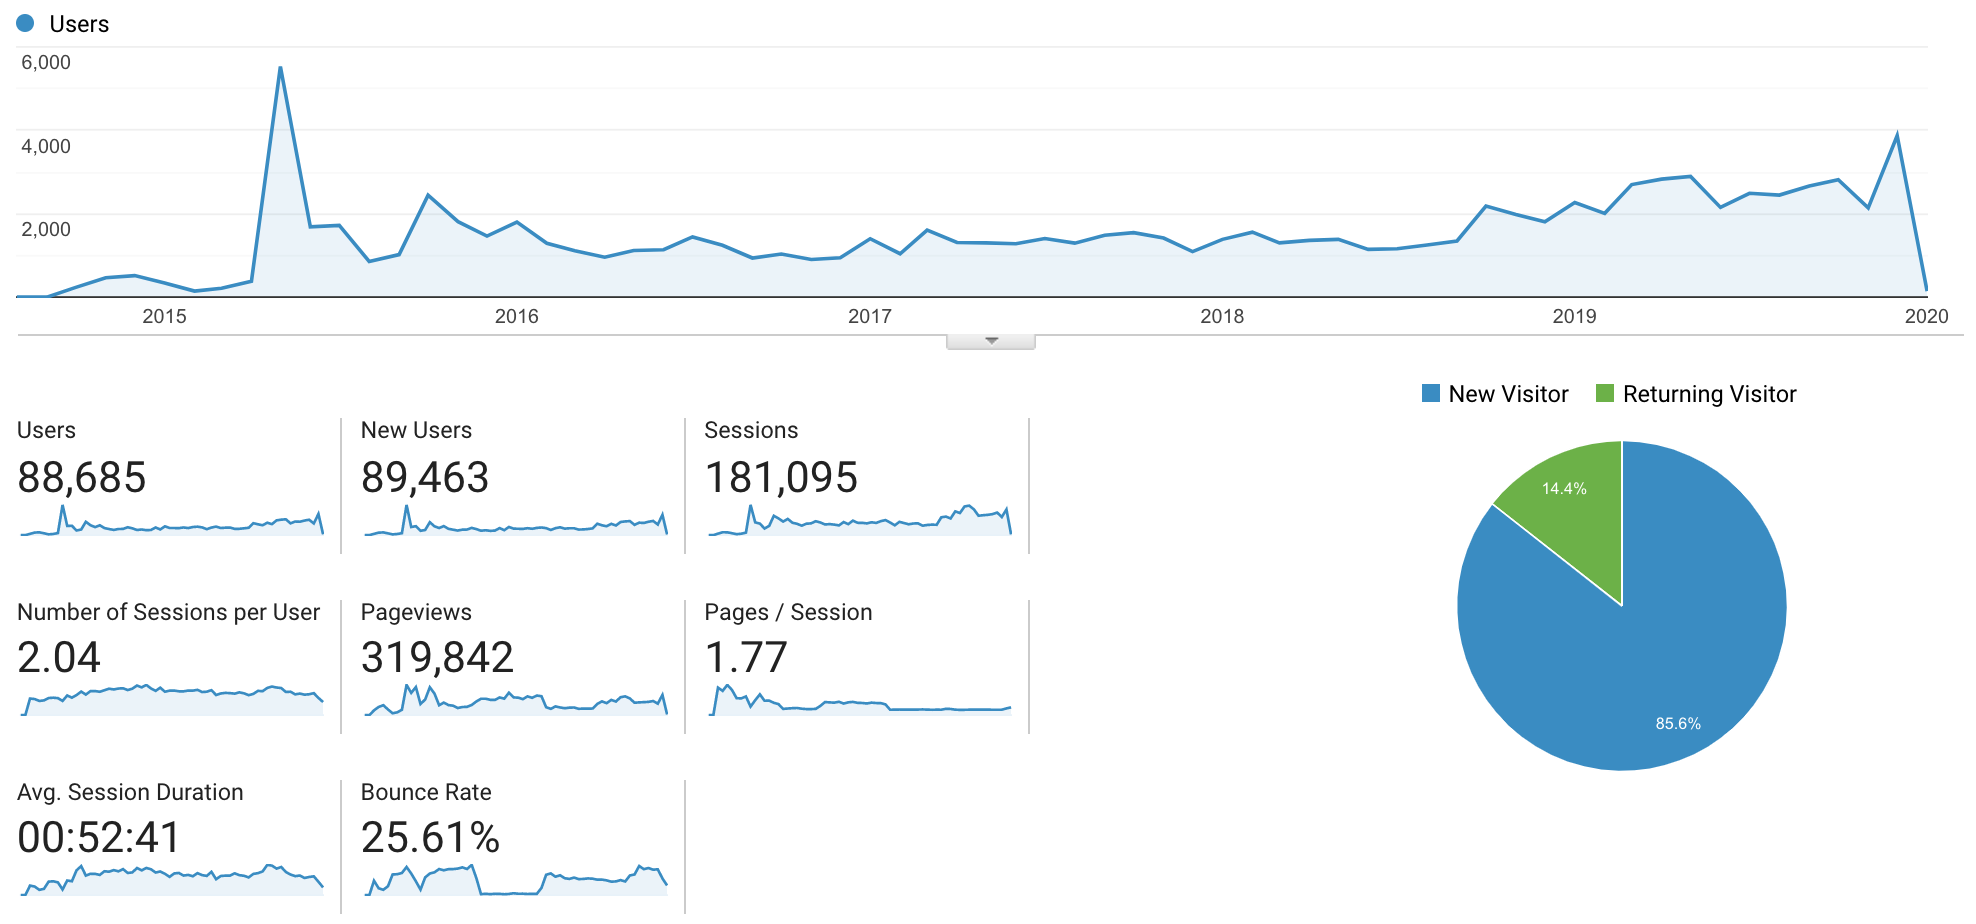 Users
6,000
4,000
2,000
2015 2016 2017 2018 2019 2020
New Visitor Returning Visitor
Users New Users Sessions
88,685 89,463 181,095
14.4%
Number of Sessions per User Pageviews Pages / Session
2.04 319,842 1.77
85.6%
Avg. Session Duration Bounce Rate
00:52:41 25.61%